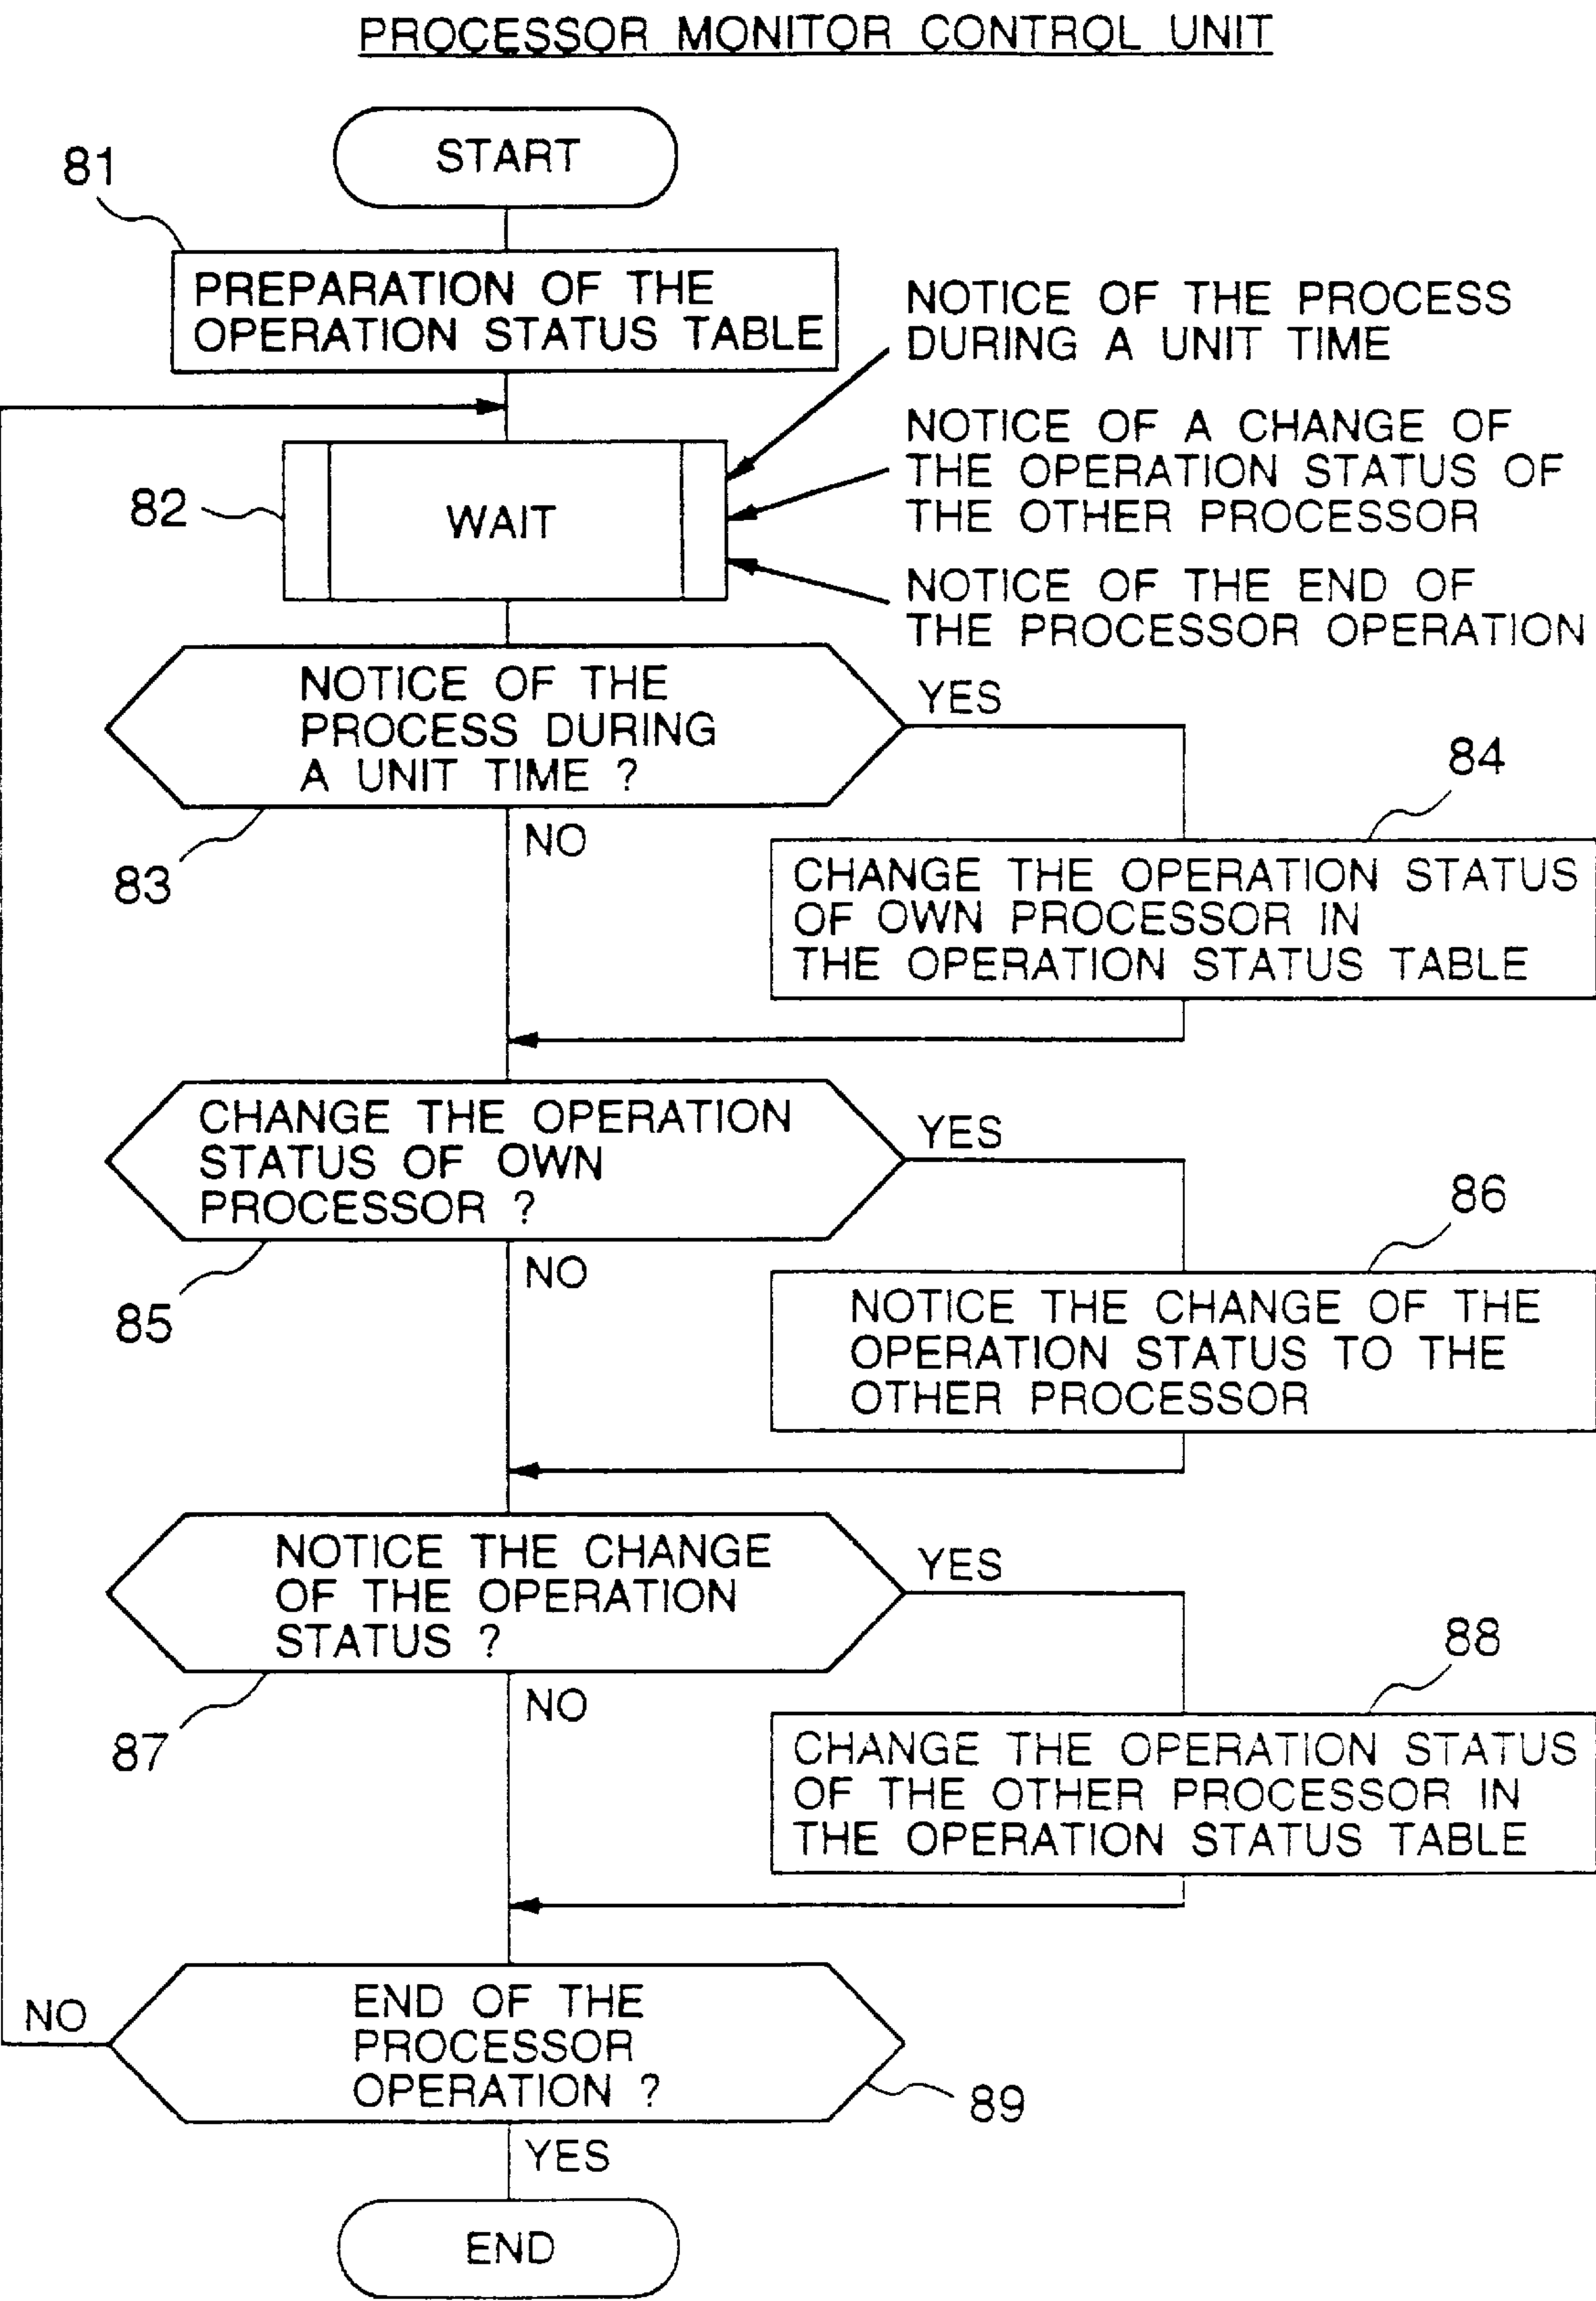 PROCESSOR MONITOR CONTROL UNIT
START
81
PREPARATION OF THE
OPERATION STATUS TABLE
NOTICE OF THE PROCESS
DURING A UNIT TIME
NOTICE OF A CHANGE OF
THE OPERATION STATUS OF
THE OTHER PROCESSOR
82
WAIT
NOTICE OF THE END OF
THE PROCESSOR OPERATION
NOTICE OF THE
PROCESS DURING
A UNIT TIME ?
YES
83
NO
84
CHANGE THE OPERATION STATUS
OF OWN PROCESSOR IN
THE OPERATION STATUS TABLE
CHANGE THE OPERATION
STATUS OF OWN
PROCESSOR ?
YES
85
NO
86
NOTICE THE CHANGE OF THE
OPERATION STATUS TO THE
OTHER PROCESSOR
NOTICE THE CHANGE
OF THE OPERATION
STATUS ?
YES
87
NO
88
CHANGE THE OPERATION STATUS
OF THE OTHER PROCESSOR IN
THE OPERATION STATUS TABLE
NO
END OF THE
PROCESSOR
OPERATION ?
89
YES
END